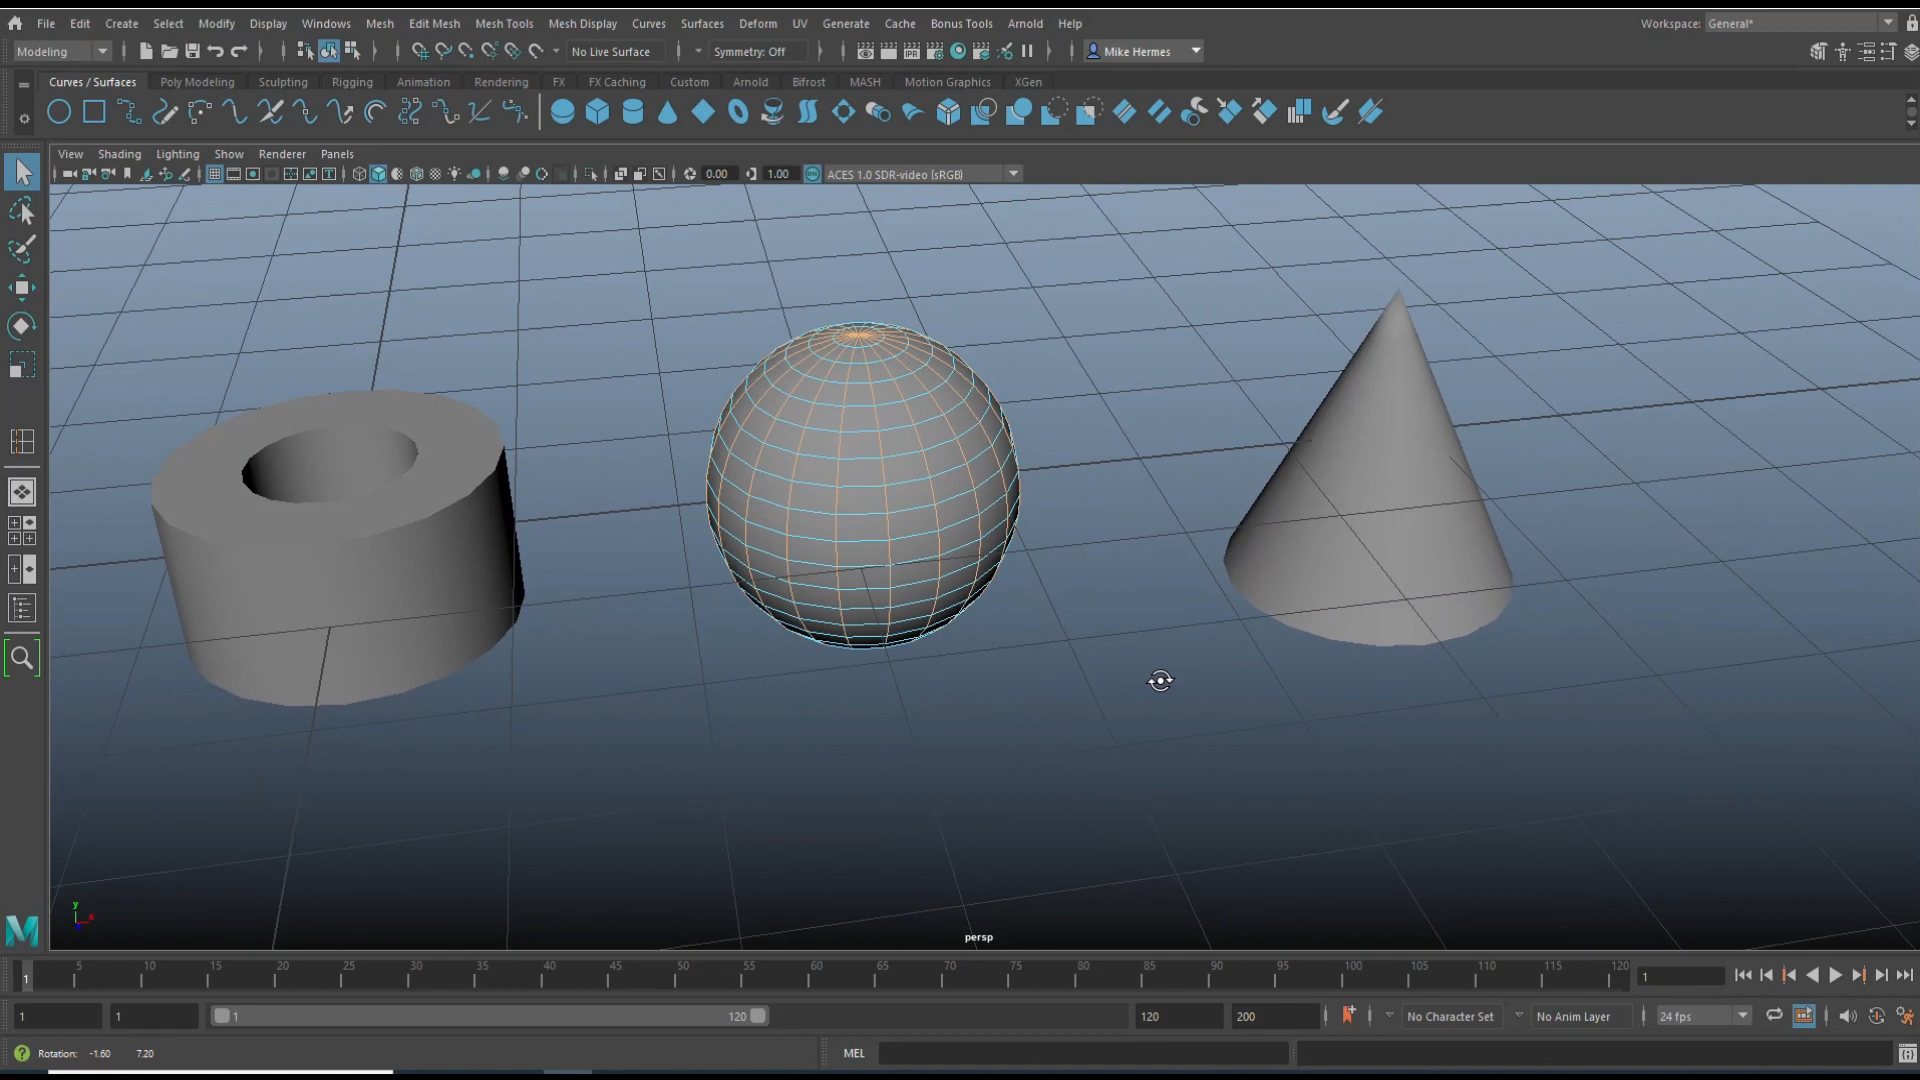 File Edit Create Select Modify Display Windows Mesh Edit Mesh Mesh Tools Mesh Display Curves Surfaces Deform UV Generate Cache Bonus Tools Arnold Help Workspace: General*
Modeling No Live Surface Symmetry: Off IPR Mike Hermes
Curves / Surfaces Poly Modeling Sculpting Rigging Animation Rendering FX FX Caching Custom Arnold Bifrost MASH Motion Graphics XGen
View Shading Lighting Show Renderer Panels
0.00 1.00 ACES 1.0 SDR-video (sRGB)
y
x
persp
5 10 15 20 25 30 35 40 45 50 55 60 65 70 75 80 85 90 95 100 105 110 115 120
1 1
1 1 1 120 120 200 No Character Set No Anim Layer 24 fps
Rotation: -1.60 7.20 MEL